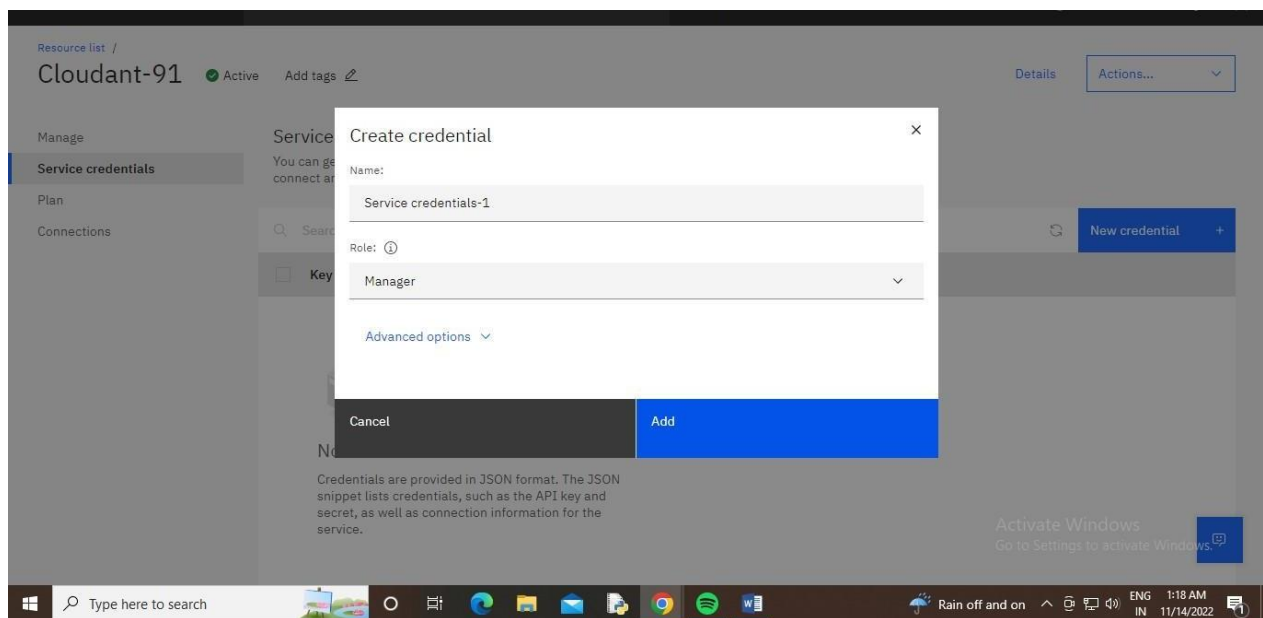 Resource list /
Cloudant-91 Active Add tags
Details
Actions...
Manage
Service credentials
Plan
Connections
Service
You can ge
connect an
Searc
New credential +
Key
Create credential
Name:
Service credentials-1
Role:
Manager
Advanced options
Cancel
Add
No
Credentials are provided in JSON format. The JSON
snippet lists credentials, such as the API key and
secret, as well as connection information for the
service.
Activate Windows
Go to Settings to activate Windows.
Type here to search
Rain off and on
ENG
IN
1:18 AM
11/14/2022